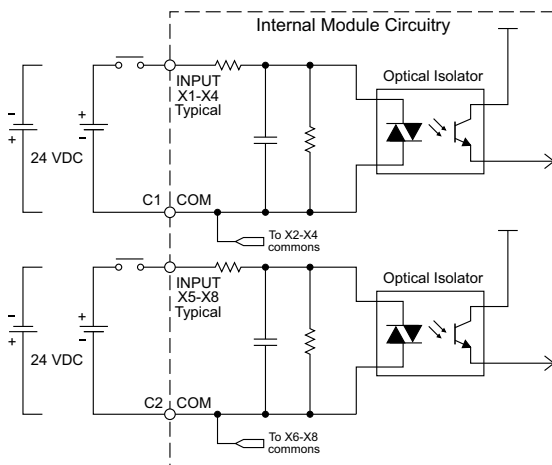 Internal Module Circuitry
INPUT
X1-X4
Typical
Optical Isolator
-
+
+
-
24 VDC
C1
COM
To X2-X4
commons
INPUT
X5-X8
Typical
Optical Isolator
-
+
+
-
24 VDC
C2
COM
To X6-X8
commons